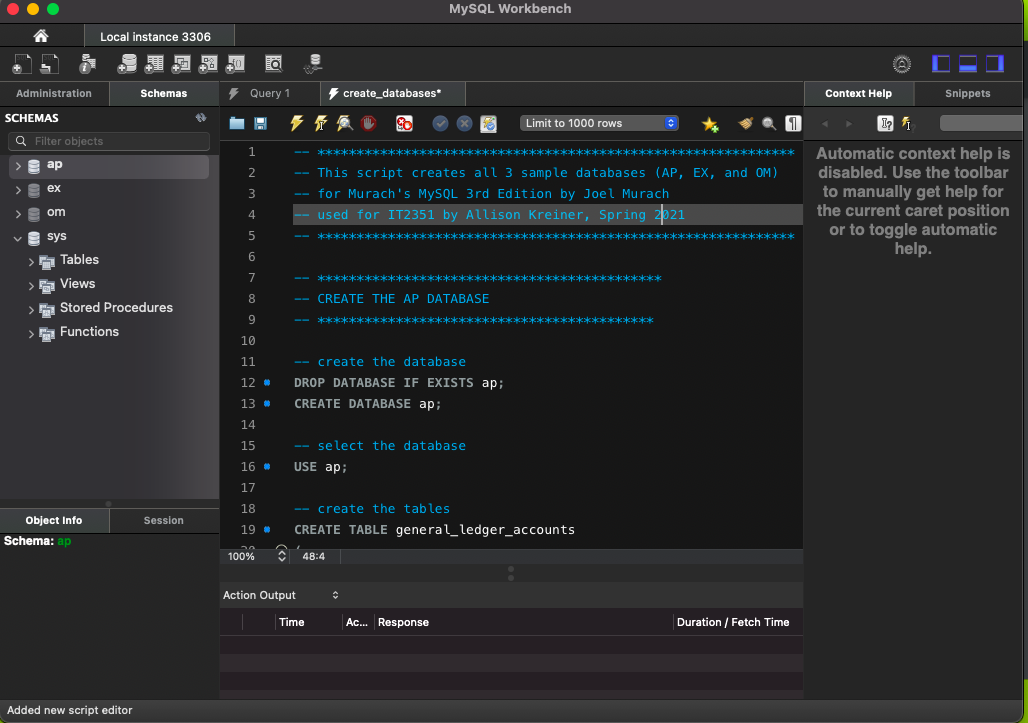 MySQL Workbench
Local instance 3306
Administration
Schemas
Query 1
create_databases*
Context Help
Snippets
SCHEMAS
Filter objects
ap
ex
om
sys
Tables
Views
Stored Procedures
Functions
Object Info
Session
Schema: ap
Limit to 1000 rows
1 -- *************************************************************
2 -- This script creates all 3 sample databases (AP, EX, and OM)
3 -- for Murach's MySQL 3rd Edition by Joel Murach
4 -- used for IT2351 by Allison Kreiner, Spring 2021
5 -- *************************************************************
6
7 -- ********************************************
8 -- CREATE THE AP DATABASE
9 -- *******************************************
10
11 -- create the database
12 DROP DATABASE IF EXISTS ap;
13 CREATE DATABASE ap;
14
15 -- select the database
16 USE ap;
17
18 -- create the tables
19 CREATE TABLE general_ledger_accounts
100%
48:4
Action Output
Time
Ac...
Response
Duration / Fetch Time
Automatic context help is
disabled. Use the toolbar
to manually get help for
the current caret position
or to toggle automatic
help.
Added new script editor